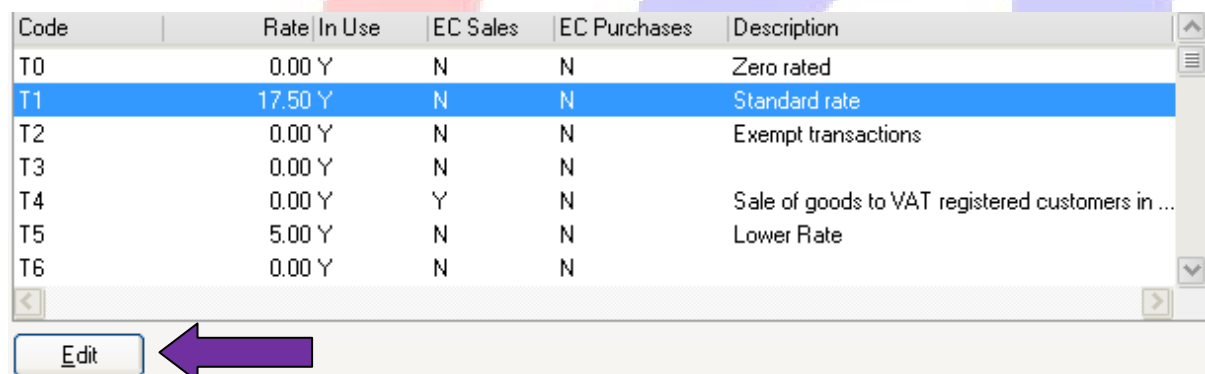 Code Rate In Use EC Sales EC Purchases Description
T0 0.00 Y N N Zero rated
T1 17.50 Y N N Standard rate
T2 0.00 Y N N Exempt transactions
T3 0.00 Y N N
T4 0.00 Y Y N Sale of goods to VAT registered customers in ...
T5 5.00 Y N N Lower Rate
T6 0.00 Y N N
Edit